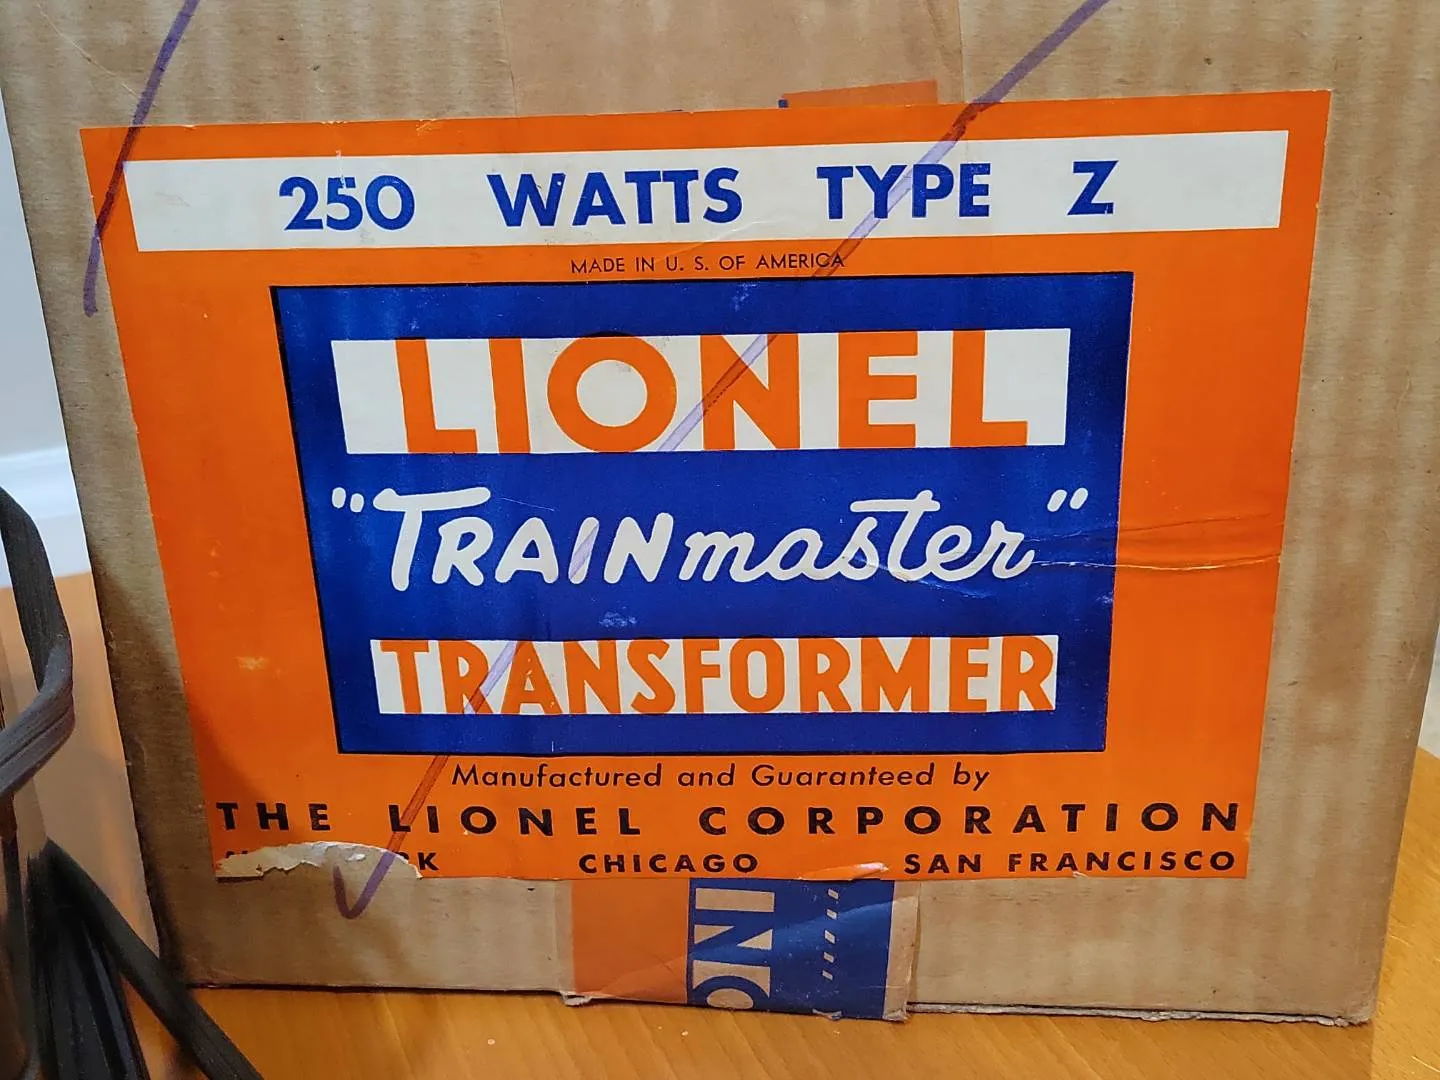 250 WATTS TYPE Z
MADE IN U. S. OF AMERICA
LIONEL
"TRAINmaster"
TRANSFORMER
Manufactured and Guaranteed by
THE LIONEL CORPORATION
CHICAGO SAN FRANCISCO